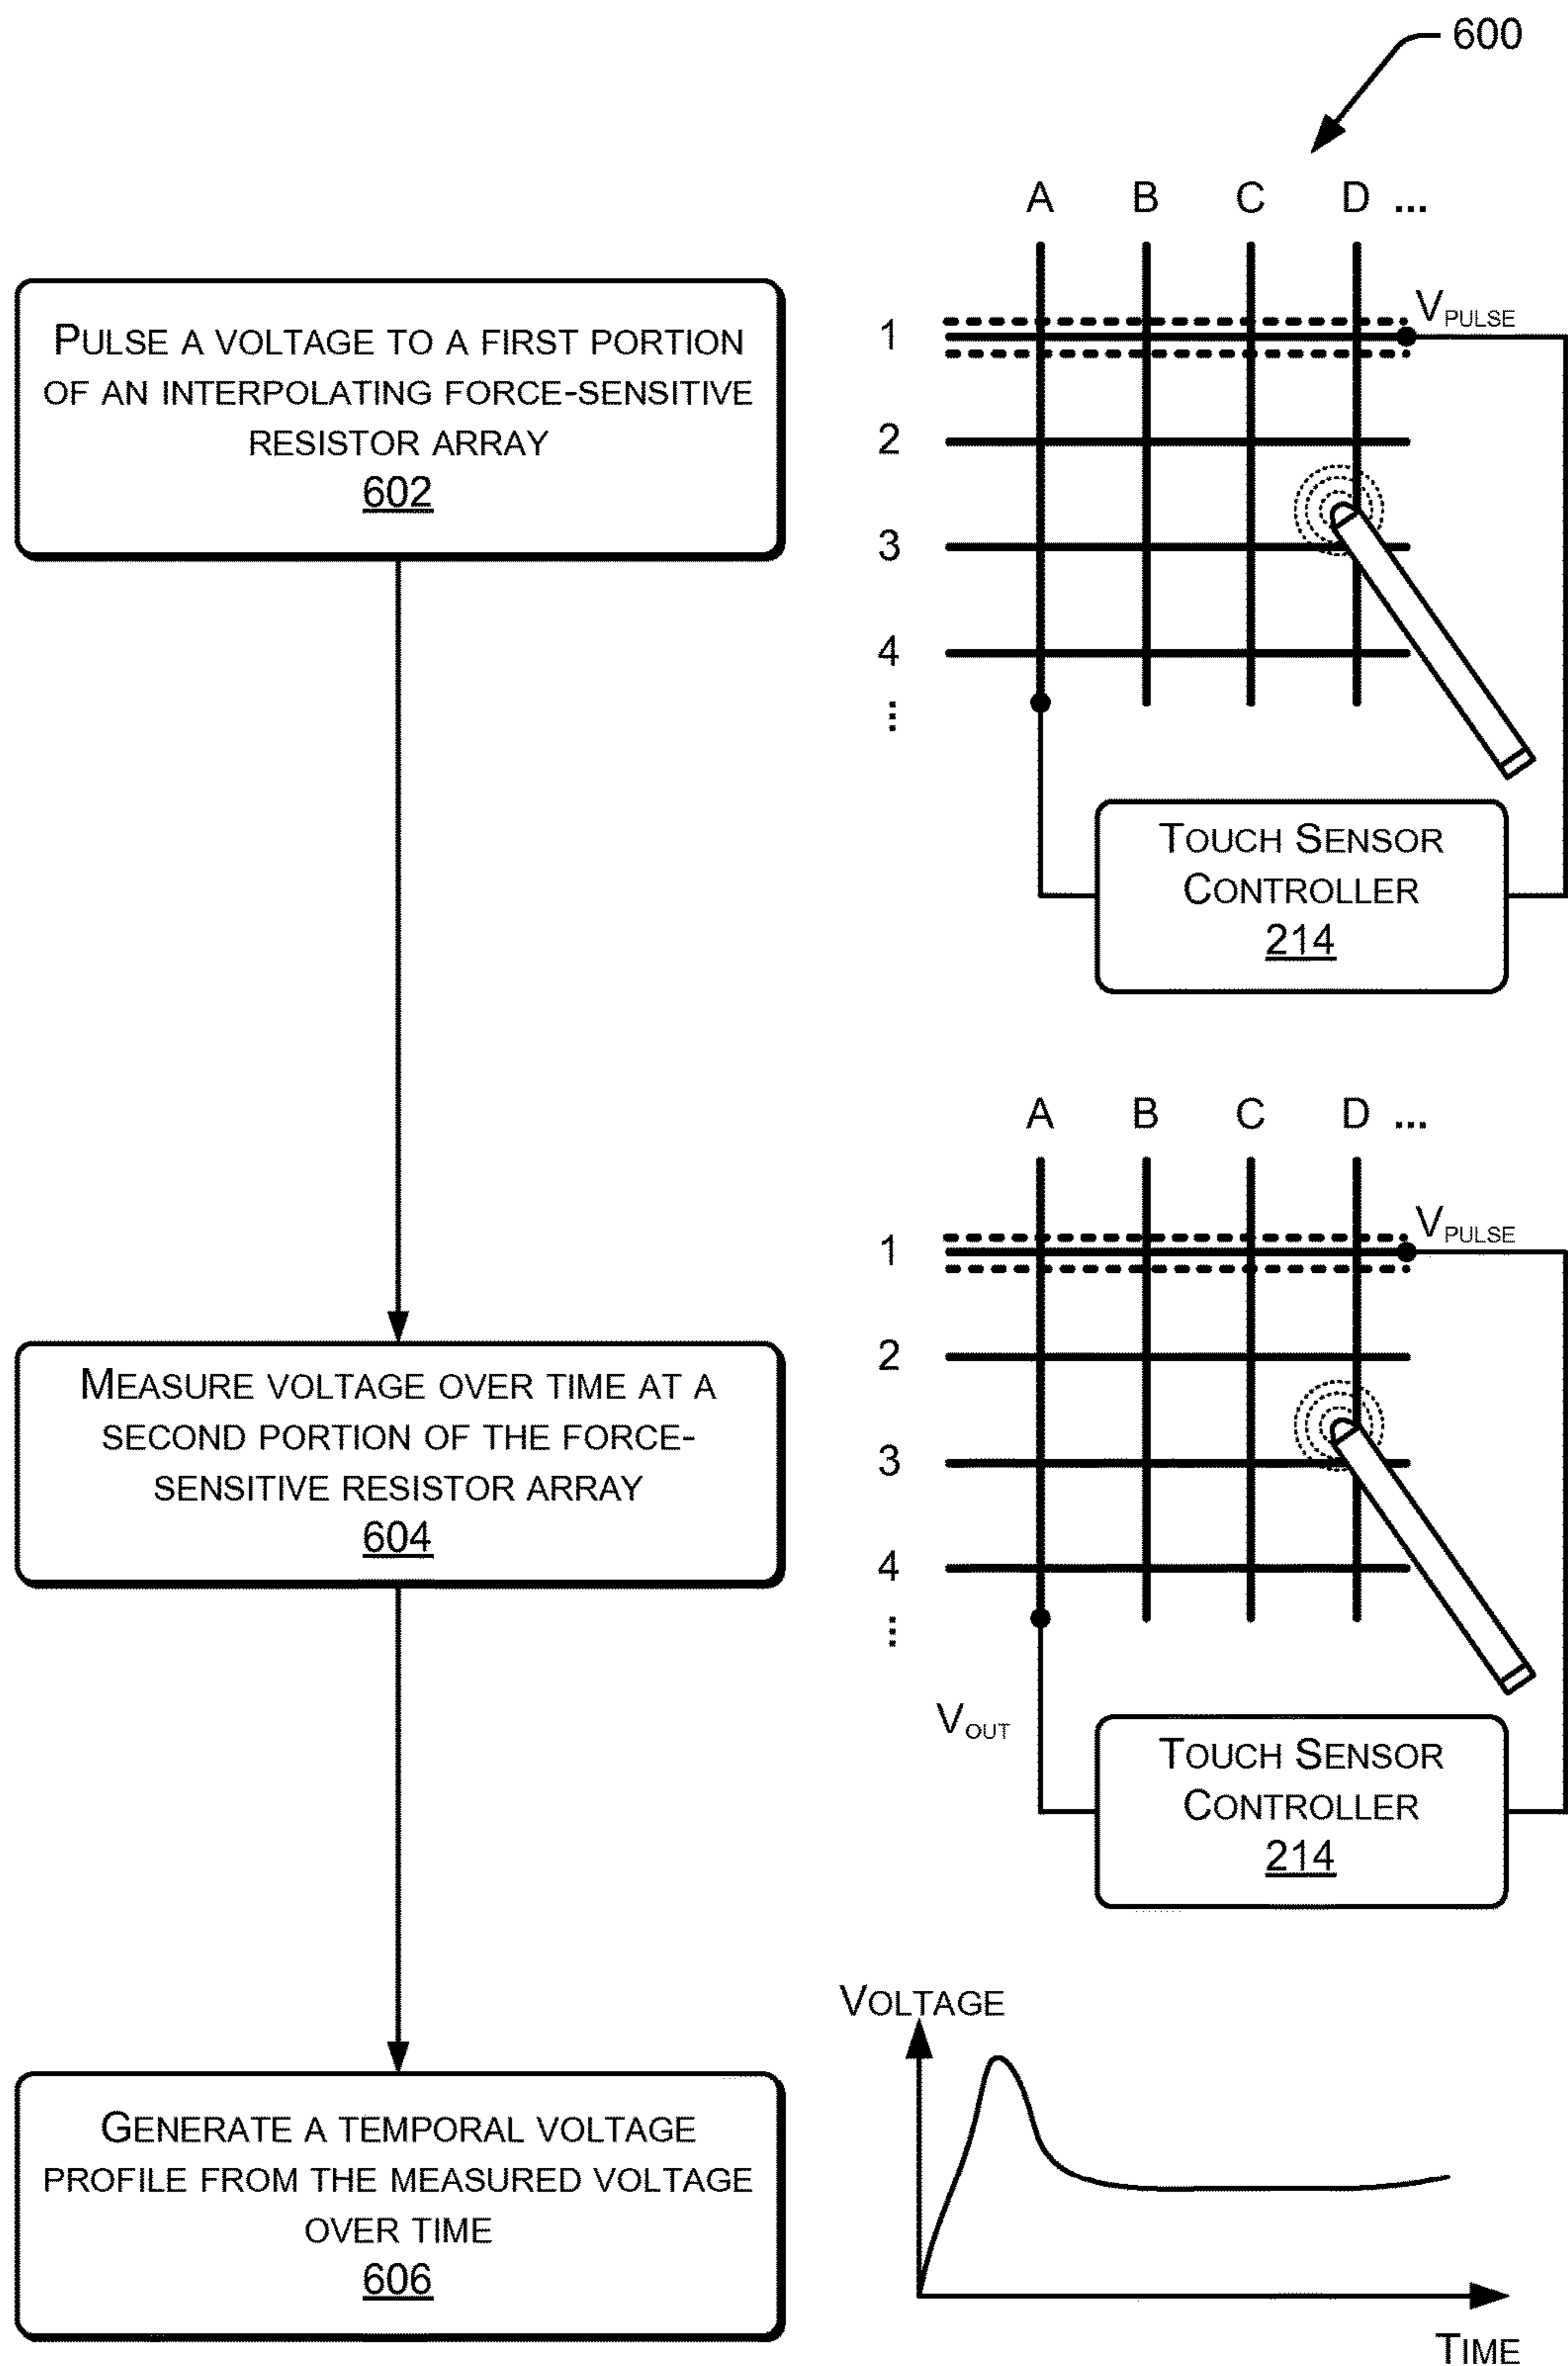 600
PULSE A VOLTAGE TO A FIRST PORTION
OF AN INTERPOLATING FORCE-SENSITIVE
RESISTOR ARRAY
602
A B C D ...
V PULSE
1
2
3
4
...
TOUCH SENSOR
CONTROLLER
214
MEASURE VOLTAGE OVER TIME AT A
SECOND PORTION OF THE FORCE-
SENSITIVE RESISTOR ARRAY
604
A B C D ...
V PULSE
1
2
3
4
...
V OUT
TOUCH SENSOR
CONTROLLER
214
GENERATE A TEMPORAL VOLTAGE
PROFILE FROM THE MEASURED VOLTAGE
OVER TIME
606
VOLTAGE
TIME